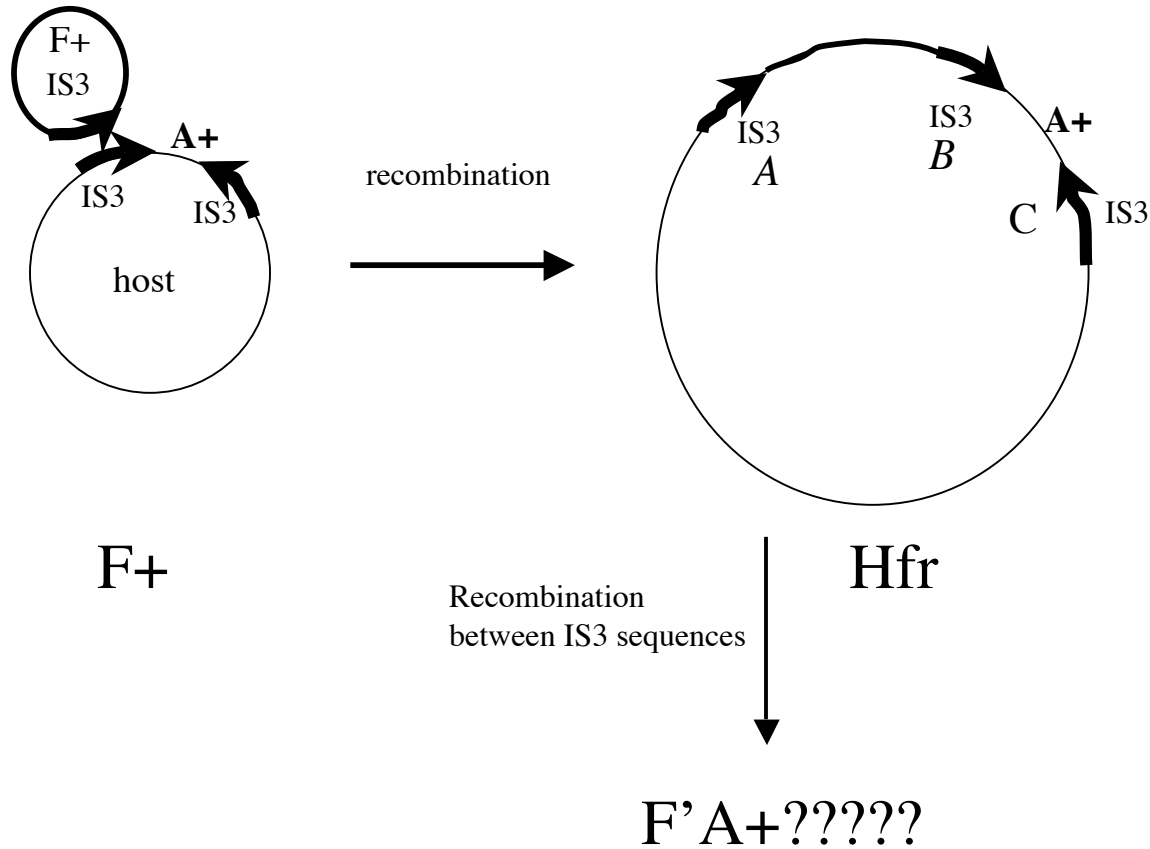 F+
IS3
A+
IS3
IS3
host
F+
recombination
IS3
A
IS3
B
A+
C
IS3
Hfr
Recombination
between IS3 sequences
F’A+?????